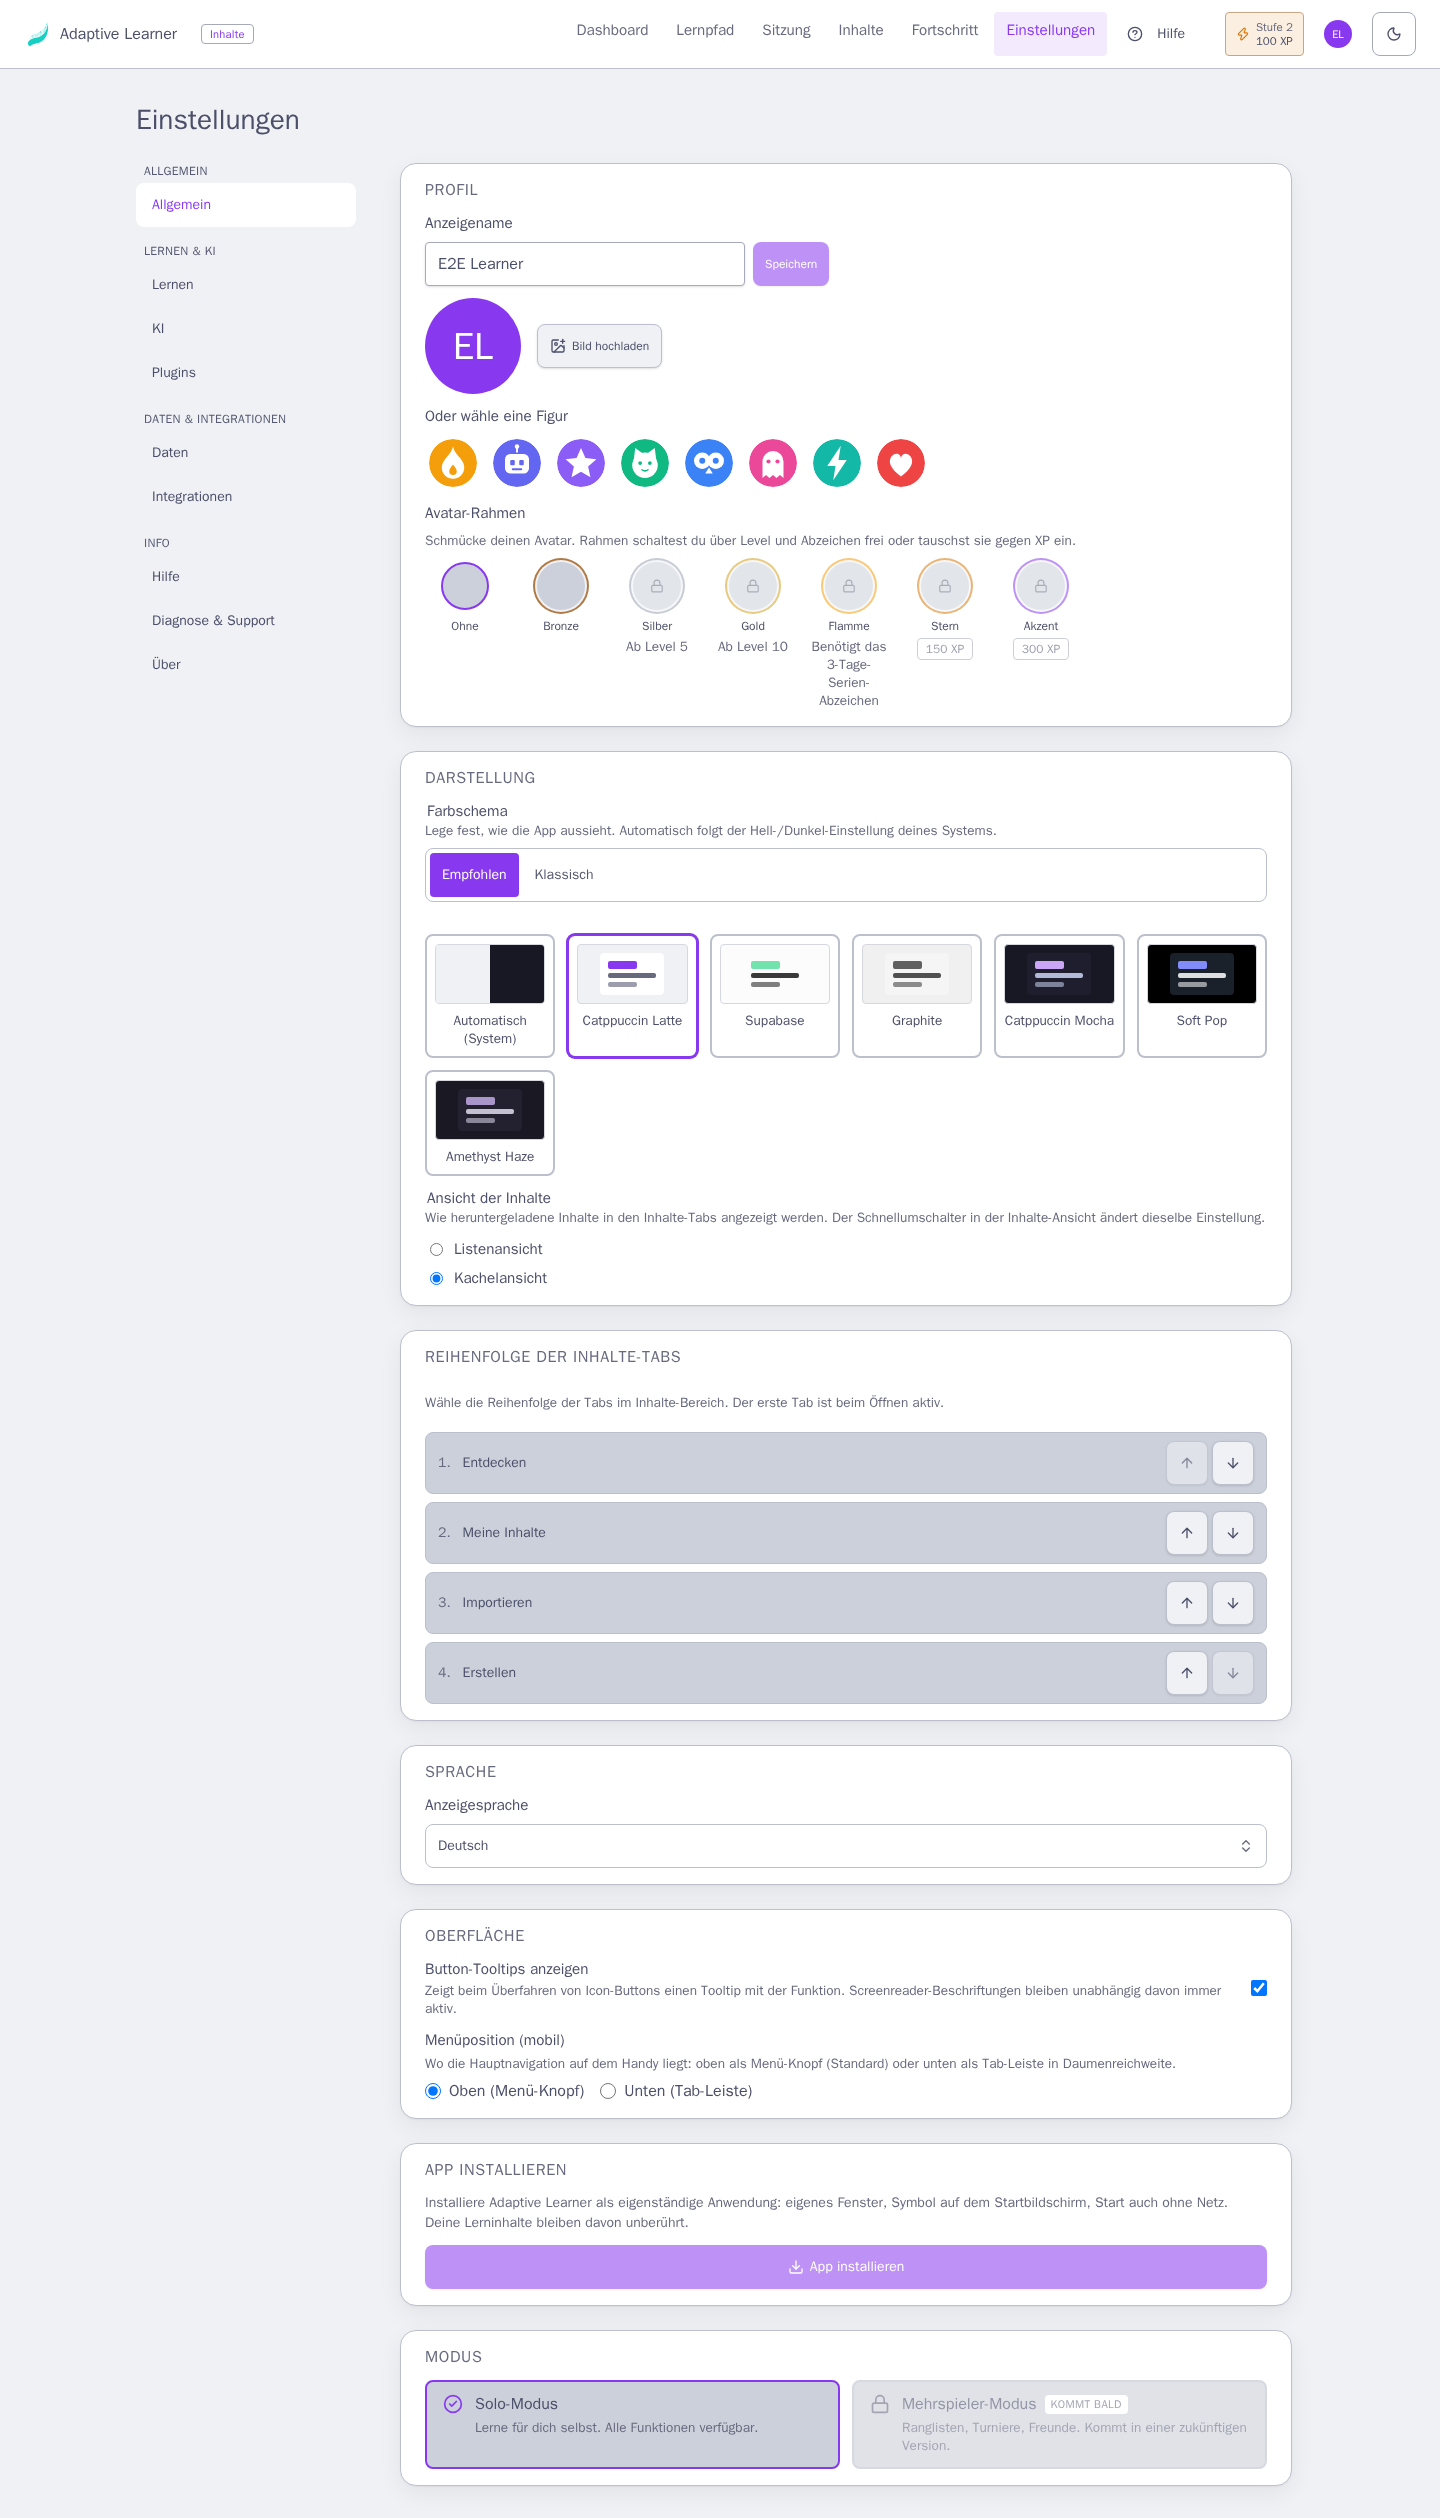 Adaptive Learner
Inhalte
Dashboard
Lernpfad
Sitzung
Inhalte
Fortschritt
Einstellungen
Hilfe
Stufe 2
100 XP
EL
Einstellungen
ALLGEMEIN
Allgemein
LERNEN & KI
Lernen
KI
Plugins
DATEN & INTEGRATIONEN
Daten
Integrationen
INFO
Hilfe
Diagnose & Support
Über
PROFIL
Anzeigename
E2E Learner
Speichern
EL
Bild hochladen
Oder wähle eine Figur
Avatar-Rahmen
Schmücke deinen Avatar. Rahmen schaltest du über Level und Abzeichen frei oder tauschst sie gegen XP ein.
Ohne
Bronze
Silber
Ab Level 5
Gold
Ab Level 10
Flamme
Benötigt das
3-Tage-
Serien-
Abzeichen
Stern
150 XP
Akzent
300 XP
DARSTELLUNG
Farbschema
Lege fest, wie die App aussieht. Automatisch folgt der Hell-/Dunkel-Einstellung deines Systems.
Empfohlen
Klassisch
Automatisch
(System)
Catppuccin Latte
Supabase
Graphite
Catppuccin Mocha
Soft Pop
Amethyst Haze
Ansicht der Inhalte
Wie heruntergeladene Inhalte in den Inhalte-Tabs angezeigt werden. Der Schnellumschalter in der Inhalte-Ansicht ändert dieselbe Einstellung.
Listenansicht
Kachelansicht
REIHENFOLGE DER INHALTE-TABS
Wähle die Reihenfolge der Tabs im Inhalte-Bereich. Der erste Tab ist beim Öffnen aktiv.
1. Entdecken
2. Meine Inhalte
3. Importieren
4. Erstellen
SPRACHE
Anzeigesprache
Deutsch
OBERFLÄCHE
Button-Tooltips anzeigen
Zeigt beim Überfahren von Icon-Buttons einen Tooltip mit der Funktion. Screenreader-Beschriftungen bleiben unabhängig davon immer
aktiv.
Menüposition (mobil)
Wo die Hauptnavigation auf dem Handy liegt: oben als Menü-Knopf (Standard) oder unten als Tab-Leiste in Daumenreichweite.
Oben (Menü-Knopf)
Unten (Tab-Leiste)
APP INSTALLIEREN
Installiere Adaptive Learner als eigenständige Anwendung: eigenes Fenster, Symbol auf dem Startbildschirm, Start auch ohne Netz.
Deine Lerninhalte bleiben davon unberührt.
App installieren
MODUS
Solo-Modus
Lerne für dich selbst. Alle Funktionen verfügbar.
Mehrspieler-Modus
KOMMT BALD
Ranglisten, Turniere, Freunde. Kommt in einer zukünftigen
Version.